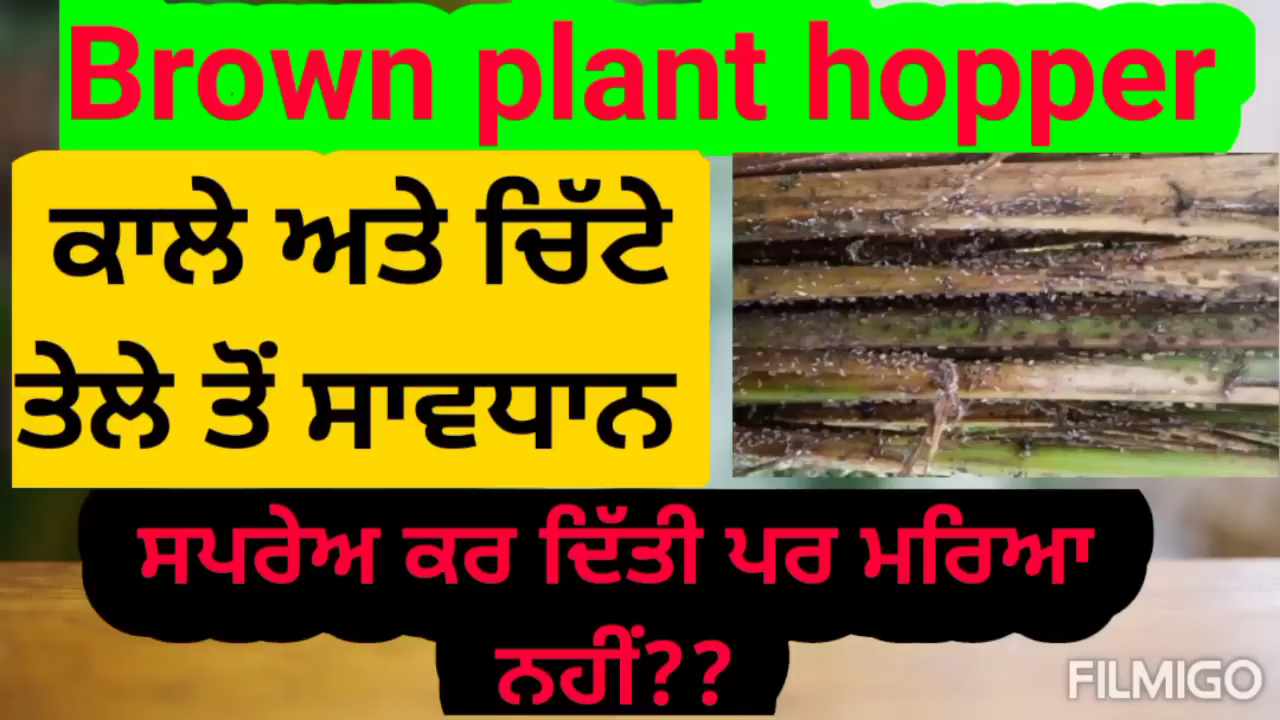 Brown plant hopper
ਕਾਲੇ ਅਤੇ ਚਿੱਟੇ
ਤੇਲੇ ਤੋਂ ਸਾਵਧਾਨ
ਸਪਰੇਅ ਕਰ ਦਿੱਤੀ ਪਰ ਮਰਿਆ
ਨਹੀਂ??
FILMIGO